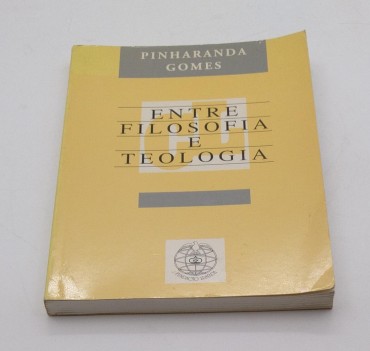 PINHARANDA
GOMES
ENTRE
FILOSOFIA
E
TEOLOGIA